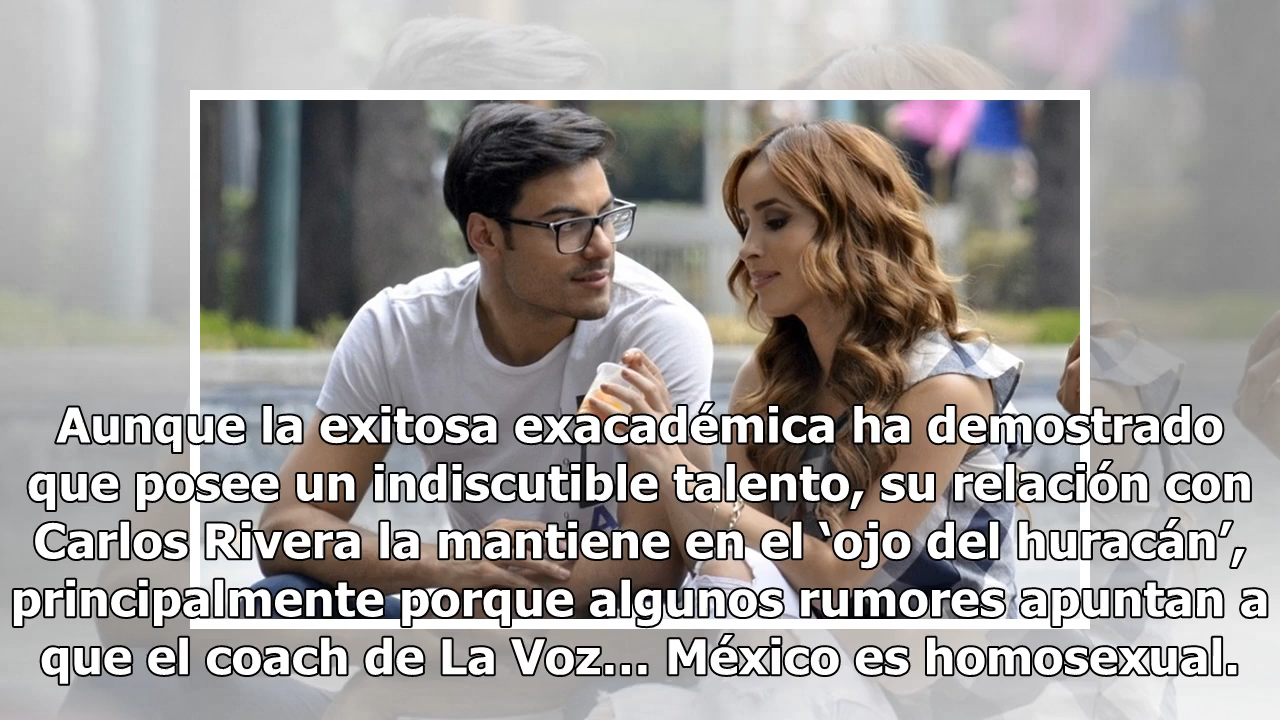 Aunque la exitosa exacadémica ha demostrado
que posee un indiscutible talento, su relación con
Carlos Rivera la mantiene en el ‘ojo del huracán’,
principalmente porque algunos rumores apuntan a
que el coach de La Voz... México es homosexual.